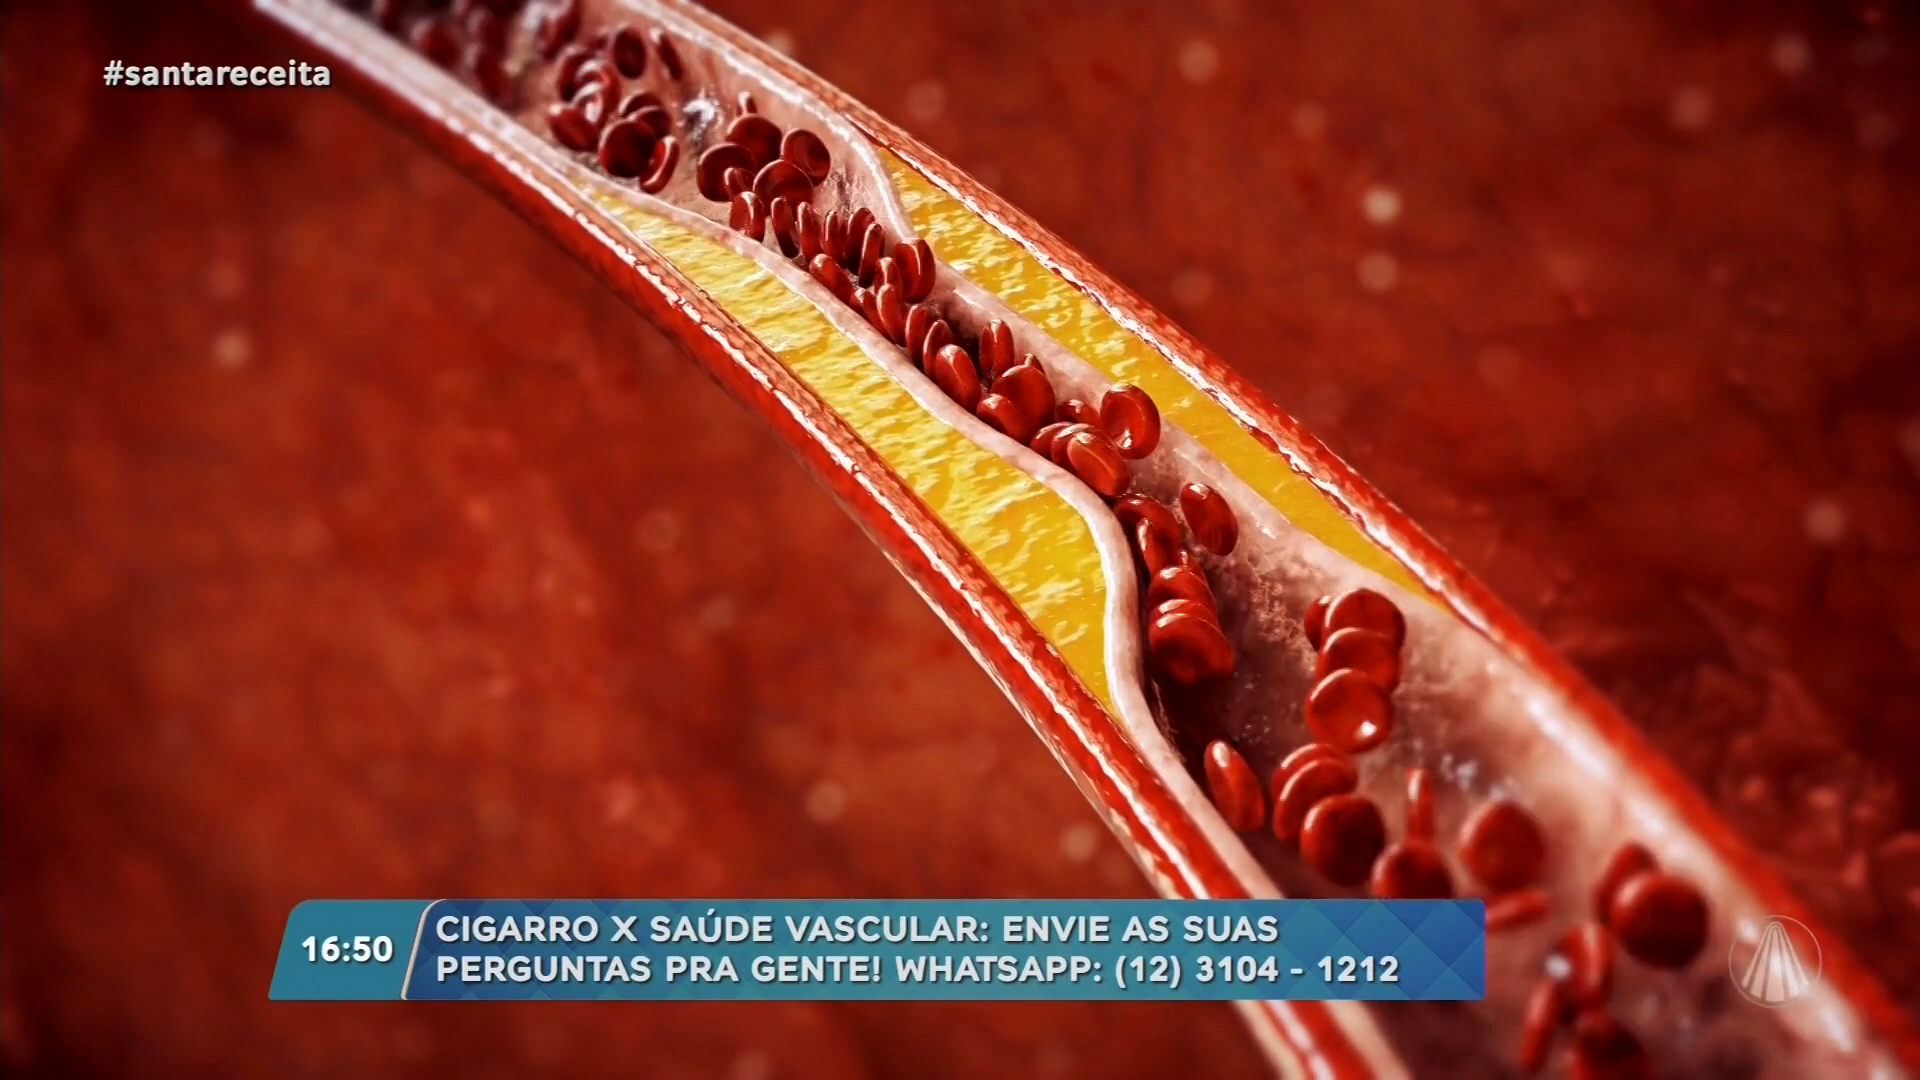 #santareceita
16:50
CIGARRO X SAÚDE VASCULAR: ENVIE AS SUAS
PERGUNTAS PRA GENTE! WHATSAPP: (12) 3104 - 1212